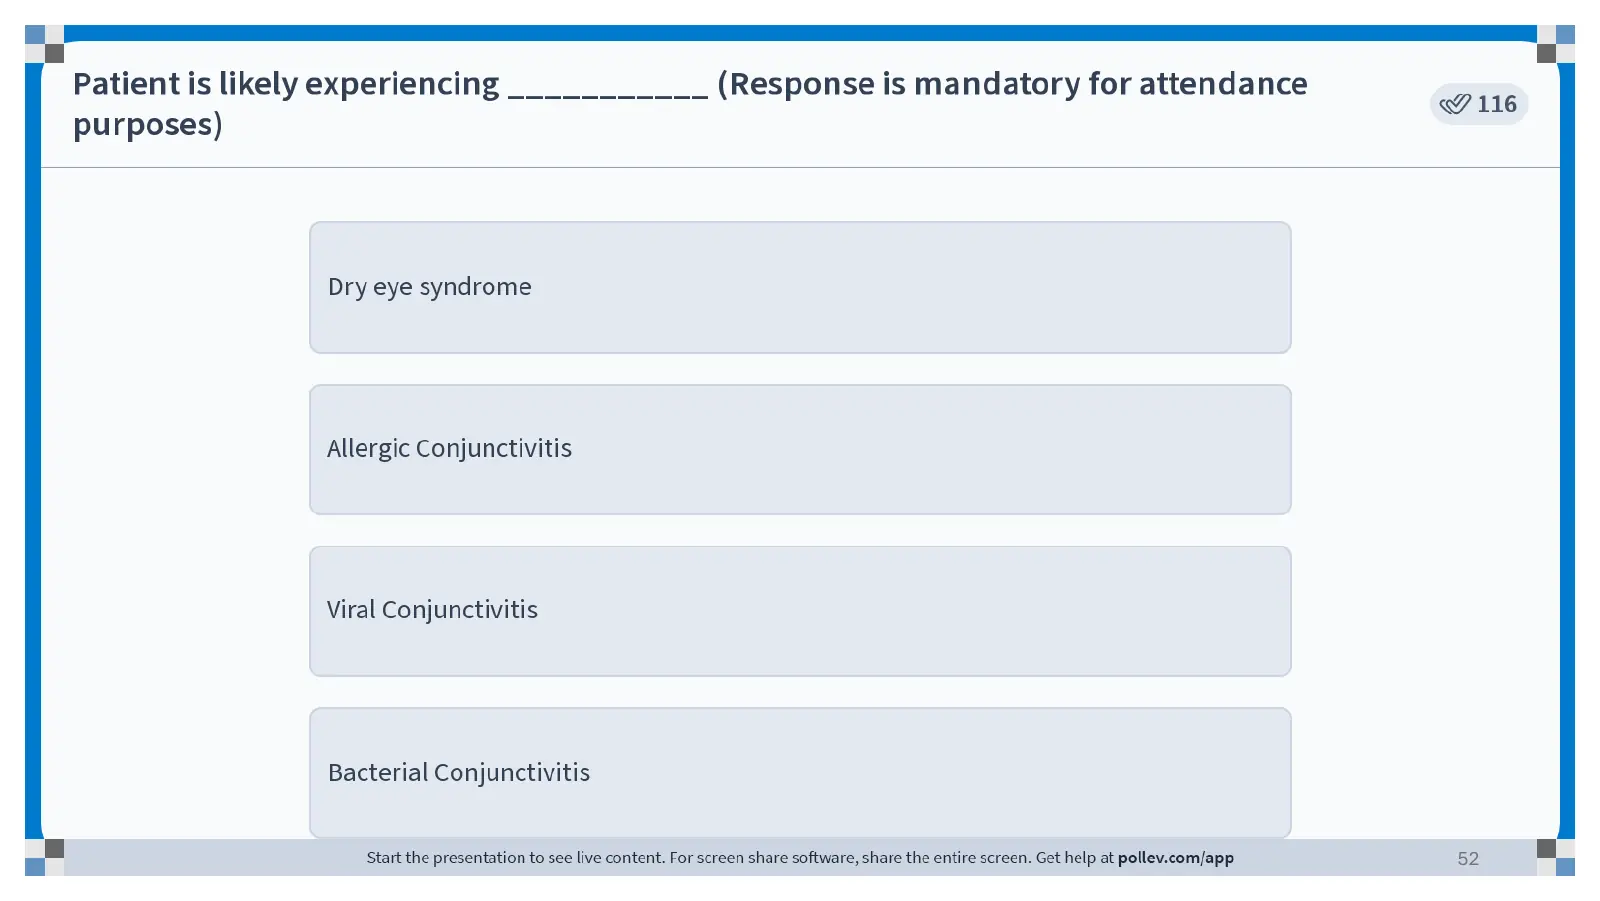 Patient is likely experiencing ___________ (Response is mandatory for attendance
purposes)
116
Dry eye syndrome
Allergic Conjunctivitis
Viral Conjunctivitis
Bacterial Conjunctivitis
Start the presentation to see live content. For screen share software, share the entire screen. Get help at pollev.com/app
52